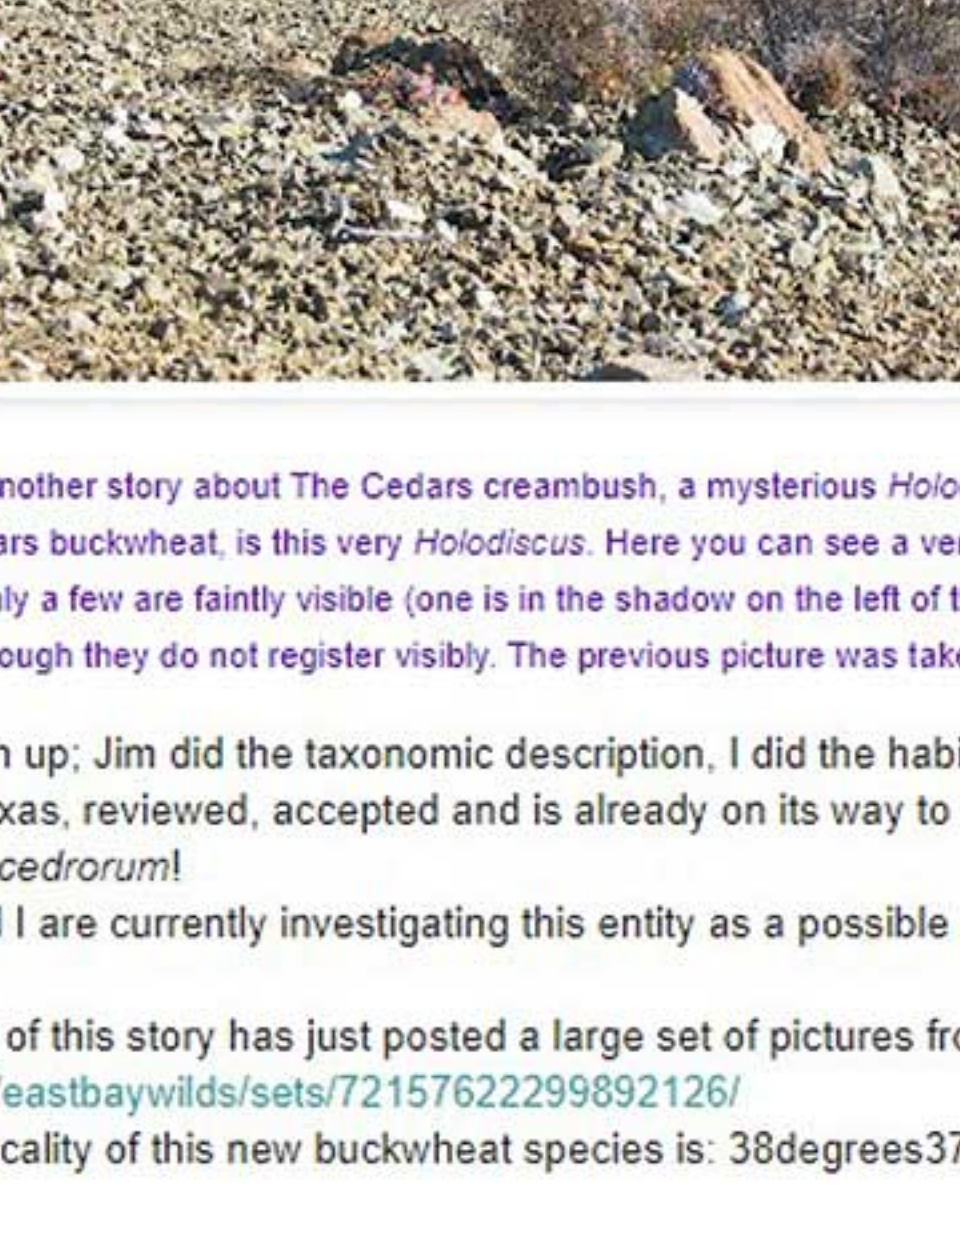 nother story about The Cedars creambush, a mysterious Holo
ars buckwheat, is this very Holodiscus. Here you can see a ver
ly a few are faintly visible (one is in the shadow on the left of t
ough they do not register visibly. The previous picture was take
n up; Jim did the taxonomic description, I did the habi
xas, reviewed, accepted and is already on its way to
cedrorum!
I are currently investigating this entity as a possible
of this story has just posted a large set of pictures fro
/eastbaywilds/sets/72157622299892126/
cality of this new buckwheat species is: 38degrees37